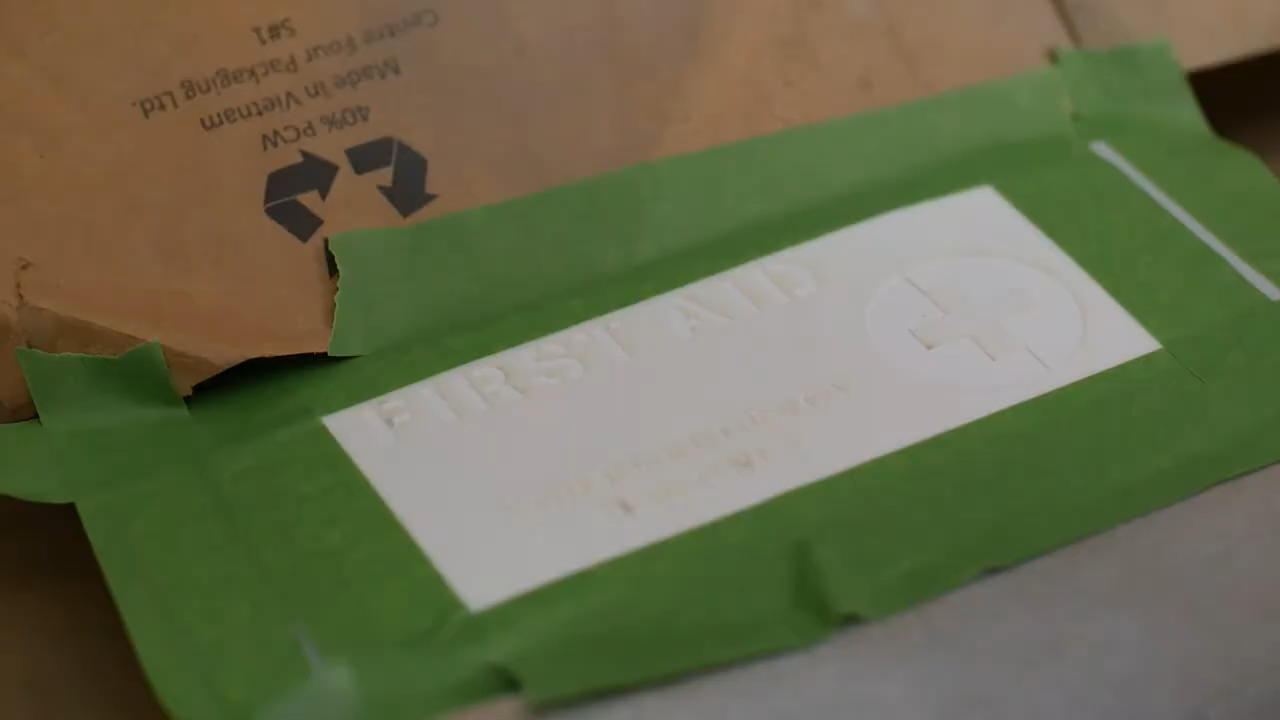 40% PCW
Made in Vietnam
Centre Four Packaging Ltd.
S#1
FIRST AID